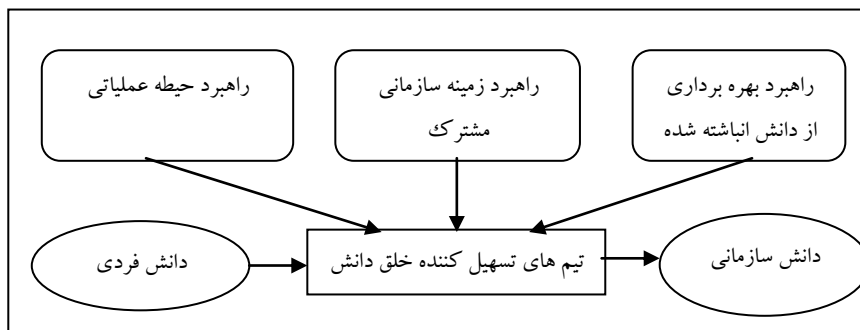 راهبرد بهره برداری
از دانش انباشته شده
راهبرد زمینه سازمانی
مشترك
راهبرد حیطه عملیاتی
دانش سازمانی
تیم های تسهیل کننده خلق دانش
دانش فردی